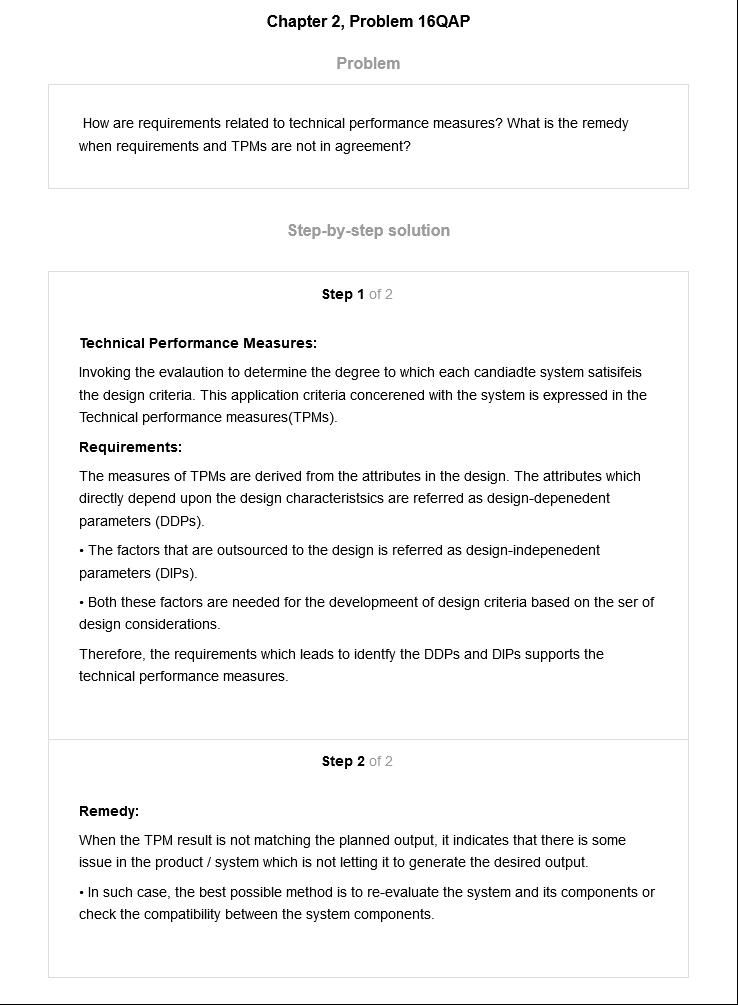 Chapter 2, Problem 16QAP
Problem
How are requirements related to technical performance measures? What is the remedy
when requirements and TPMs are not in agreement?
Step-by-step solution
Step 1 of 2
Technical Performance Measures:
Invoking the evalaution to determine the degree to which each candiadte system satisifeis
the design criteria. This application criteria concerened with the system is expressed in the
Technical performance measures(TPMs).
Requirements:
The measures of TPMs are derived from the attributes in the design. The attributes which
directly depend upon the design characteristsics are referred as design-depenedent
parameters (DDPs).
• The factors that are outsourced to the design is referred as design-indepenedent
parameters (DIPs).
• Both these factors are needed for the developmeent of design criteria based on the ser of
design considerations.
Therefore, the requirements which leads to identfy the DDPs and DIPs supports the
technical performance measures.
Step 2 of 2
Remedy:
When the TPM result is not matching the planned output, it indicates that there is some
issue in the product / system which is not letting it to generate the desired output.
• In such case, the best possible method is to re-evaluate the system and its components or
check the compatibility between the system components.